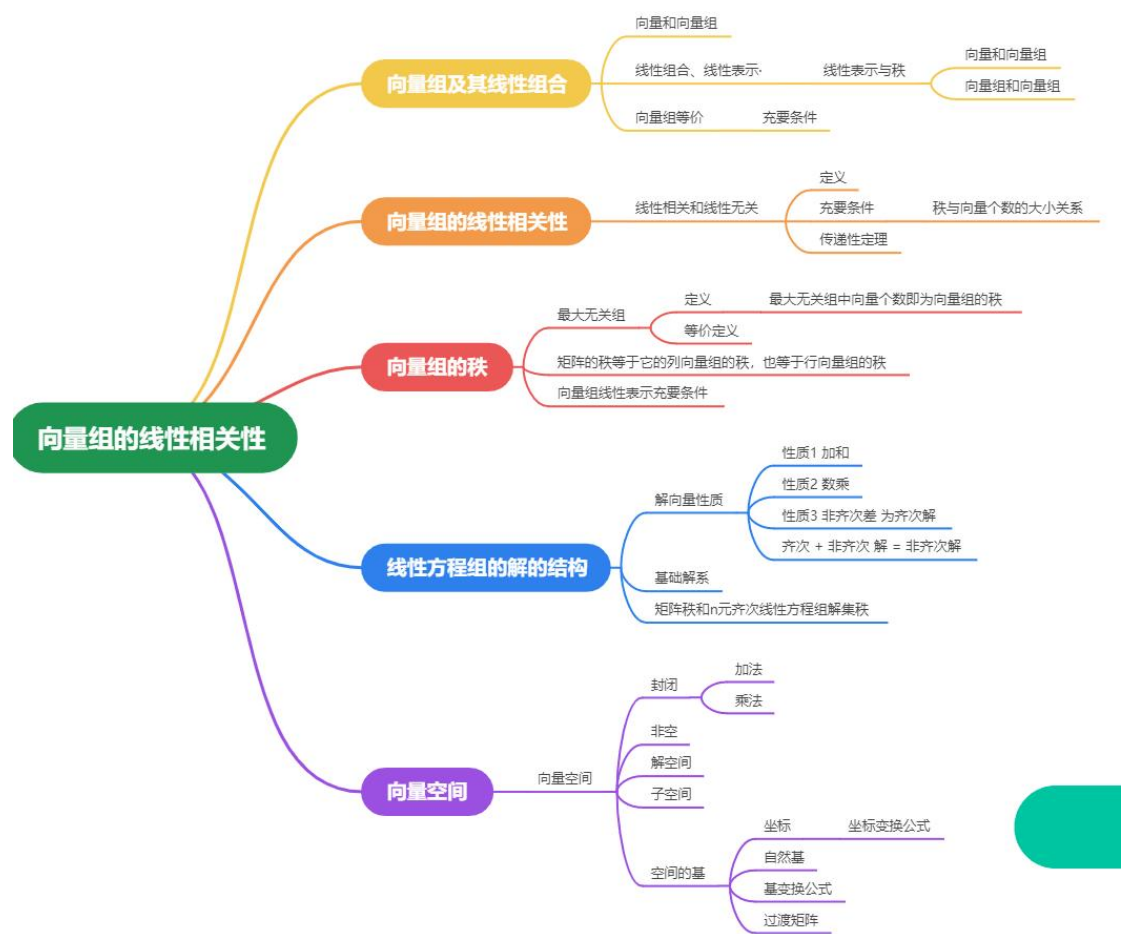 向量组的线性相关性
向量组及其线性组合
向量和向量组
线性组合、线性表示·
线性表示与秩
向量和向量组
向量组和向量组
向量组等价
充要条件
向量组的线性相关性
线性相关和线性无关
定义
充要条件
秩与向量个数的大小关系
传递性定理
向量组的秩
最大无关组
定义
最大无关组中向量个数即为向量组的秩
等价定义
矩阵的秩等于它的列向量组的秩，也等于行向量组的秩
向量组线性表示充要条件
线性方程组的解的结构
解向量性质
性质1 加和
性质2 数乘
性质3 非齐次差 为齐次解
齐次 + 非齐次 解 = 非齐次解
基础解系
矩阵秩和n元齐次线性方程组解集秩
向量空间
向量空间
封闭
加法
乘法
非空
解空间
子空间
空间的基
坐标
坐标变换公式
自然基
基变换公式
过渡矩阵